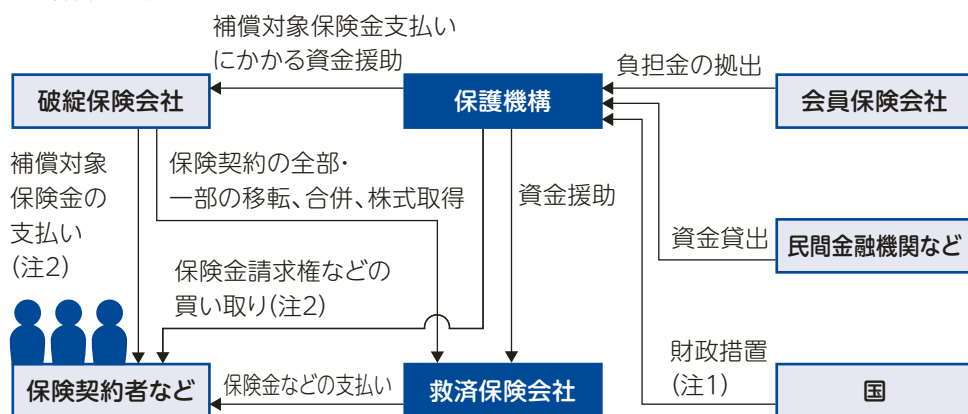 補償対象保険金支払い
にかかる資金援助
負担金の拠出
破綻保険会社
保護機構
会員保険会社
補償対象
保険金の
支払い
(注2)
保険契約の全部・
一部の移転、合併、株式取得
資金援助
資金貸出
民間金融機関など
保険金請求権などの
買い取り(注2)
財政措置
(注1)
保険契約者など
保険金などの支払い
救済保険会社
国